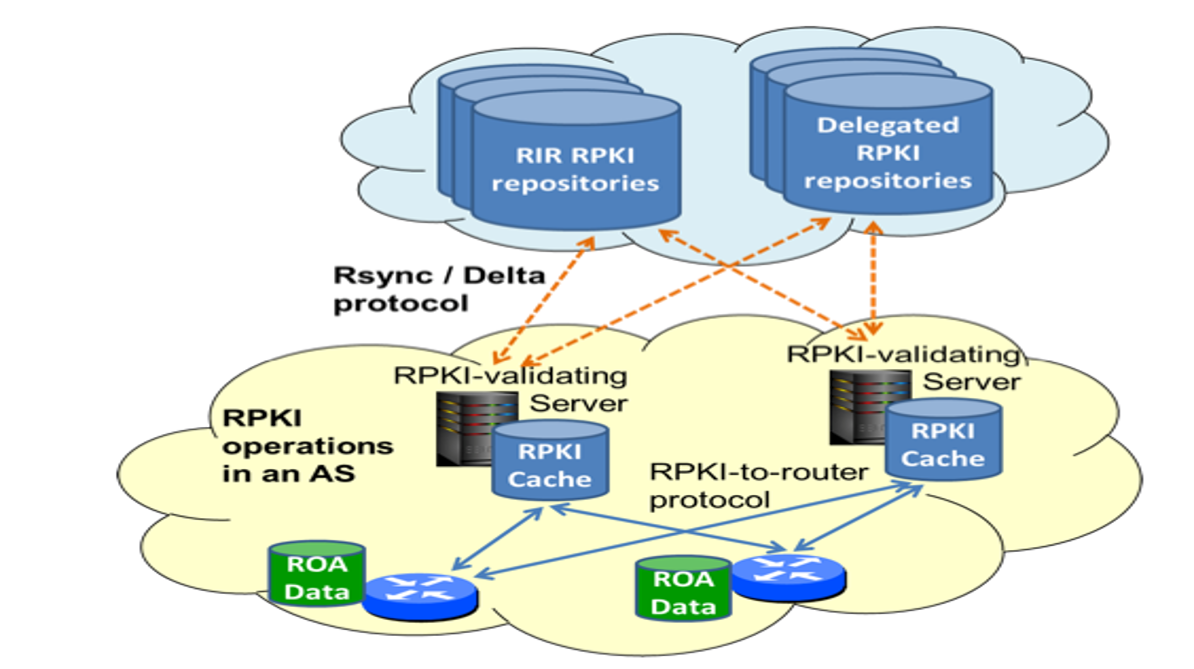 RIR RPKI
repositories
Delegated
RPKI
repositories
Rsync / Delta
protocol
RPKI-validating
Server
RPKI-validating
Server
RPKI
operations
in an AS
RPKI
Cache
RPKI
Cache
RPKI-to-router
protocol
ROA
Data
ROA
Data